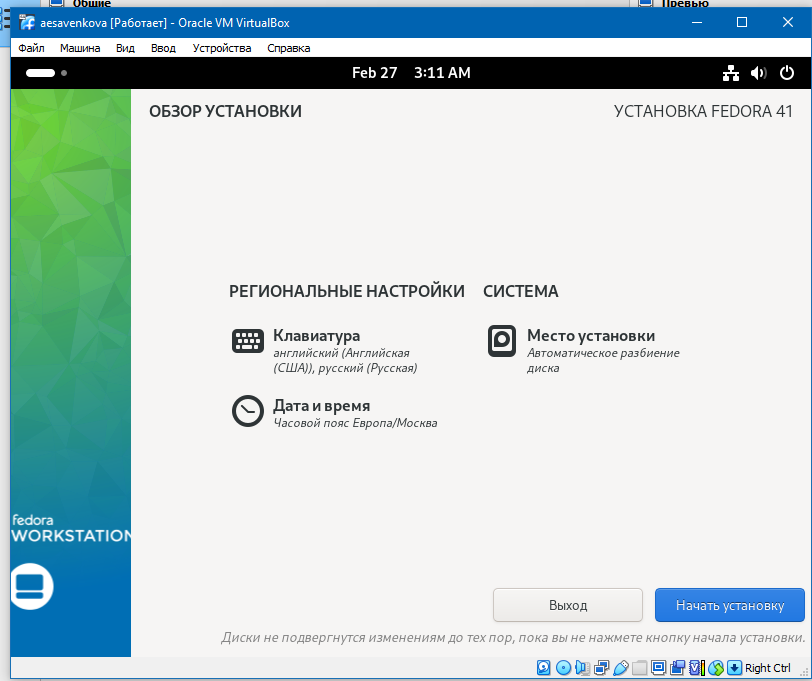 Общие
Превью
aesavenkova [Работает] - Oracle VM VirtualBox
Файл Машина Вид Ввод Устройства Справка
Feb 27 3:11 AM
ОБЗОР УСТАНОВКИ
УСТАНОВКА FEDORA 41
РЕГИОНАЛЬНЫЕ НАСТРОЙКИ
СИСТЕМА
Клавиатура
английский (Английская
(США)), русский (Русская)
Место установки
Автоматическое разбиение
диска
Дата и время
Часовой пояс Европа/Москва
fedora
WORKSTATION
Выход
Начать установку
Диски не подвергнутся изменениям до тех пор, пока вы не нажмете кнопку начала установки.
Right Ctrl